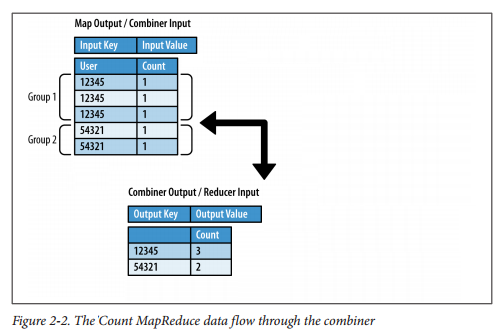 Map Output / Combiner Input
Input Key Input Value
User Count
12345 1
12345 1
12345 1
54321 1
54321 1
Group 1
Group 2
Combiner Output / Reducer Input
Output Key Output Value
Count
12345 3
54321 2
Figure 2-2. The Count MapReduce data flow through the combiner